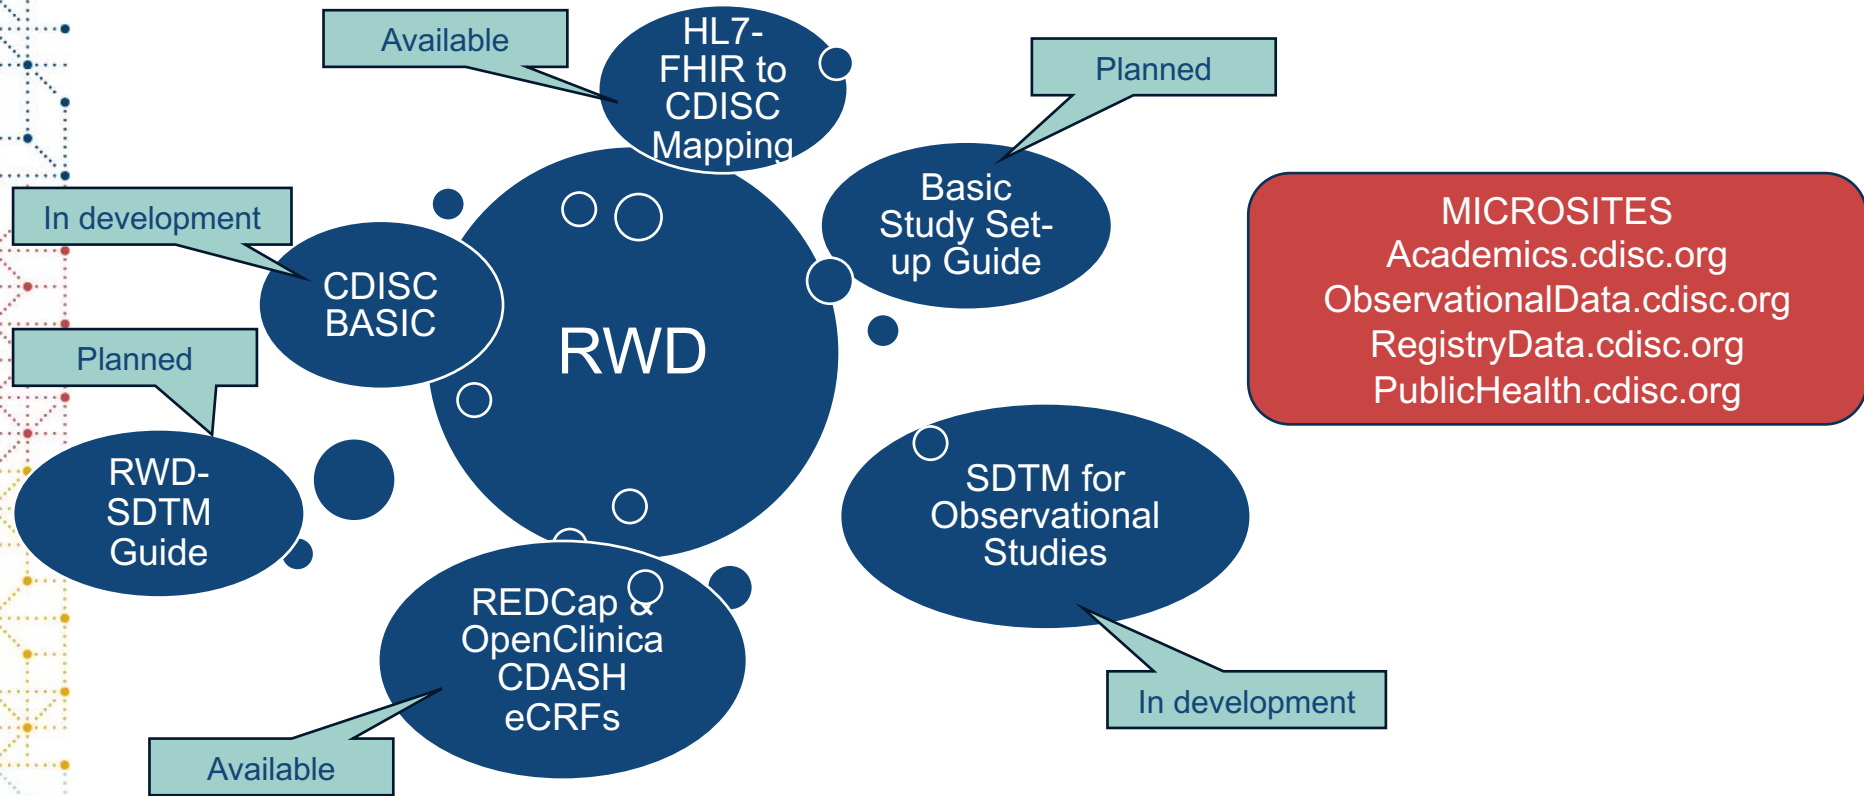 Available
HL7-
FHIR to
CDISC
Mapping
Planned
Basic
Study Set-
up Guide
In development
CDISC
BASIC
RWD
MICROSITES
Academics.cdisc.org
ObservationalData.cdisc.org
RegistryData.cdisc.org
PublicHealth.cdisc.org
Planned
RWD-
SDTM
Guide
SDTM for
Observational
Studies
REDCap &
OpenClinica
CDASH
eCRFs
In development
Available